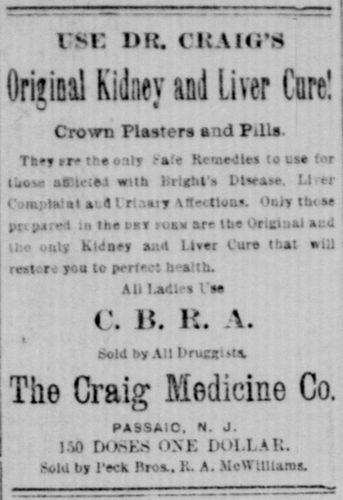 USE DR. CRAIG'S
Original Kidney and Liver Cure!
Crown Plasters and Pills.
They are the only Safe Remedies to use for
those afflicted with Bright's Disease, Liver
Complaint and Urinary Affections. Only those
prepared in the DRY FORM are the Original and
the only Kidney and Liver Cure that will
restore you to perfect health.
All Ladies Use
C. B. R. A.
Sold by All Druggists.
The Craig Medicine Co.
PASSAIC, N. J.
150 DOSES ONE DOLLAR.
Sold by Peck Bros., R. A. McWilliams.